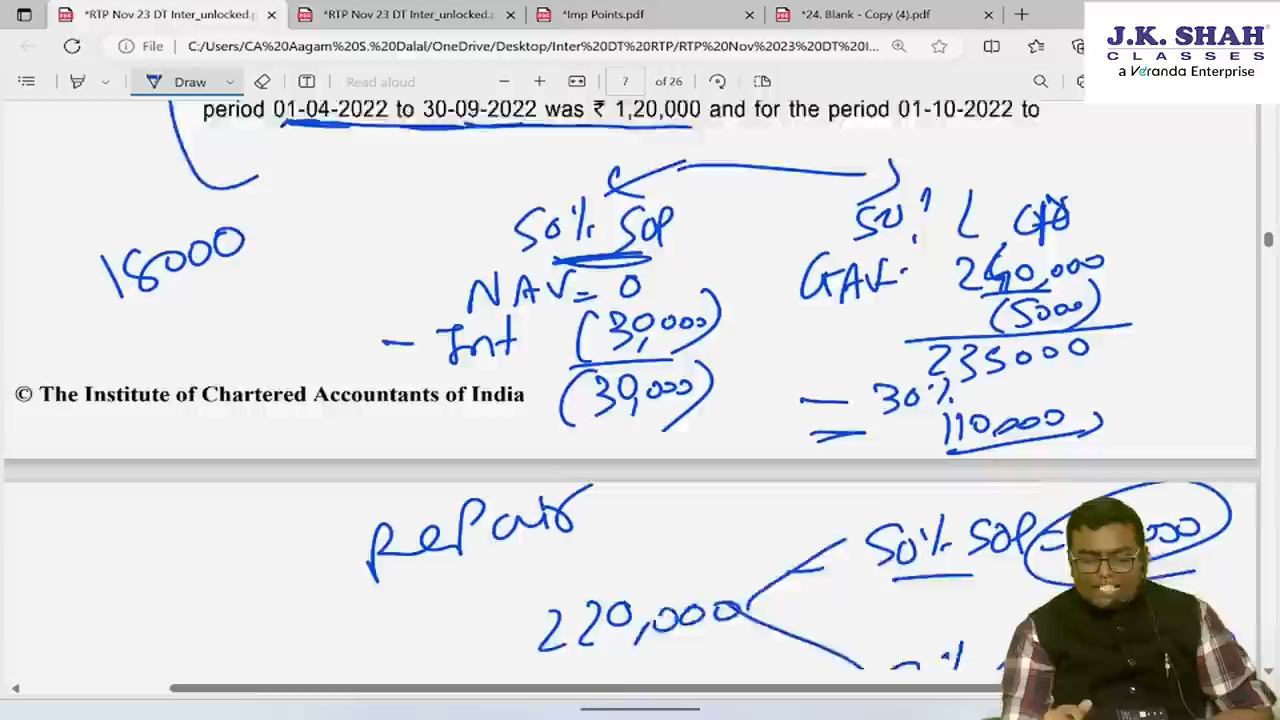 *RTP Nov 23 DT Inter_unlocked.p
*RTP Nov 23 DT Inter_unlocked.pdf
*Imp Points.pdf
*24. Blank - Copy (4).pdf
J.K. SHAH
CLASSES
a Veranda Enterprise
File
C:/Users/CA%20Aagam%20S.%20Dalal/OneDrive/Desktop/Inter%20DT%20RTP/RTP%20Nov%202023%20DT%20I...
Draw
Read aloud
7
of 26
period 01-04-2022 to 30-09-2022 was ₹ 1,20,000 and for the period 01-10-2022 to
18000
50% SOP
NAV = 0
- Int (30,000)
(30,000)
50% L
GAV - 240,000
(5000)
235000
- 30%
- 110,000
© The Institute of Chartered Accountants of India
Repair
220,000
50% SOP =